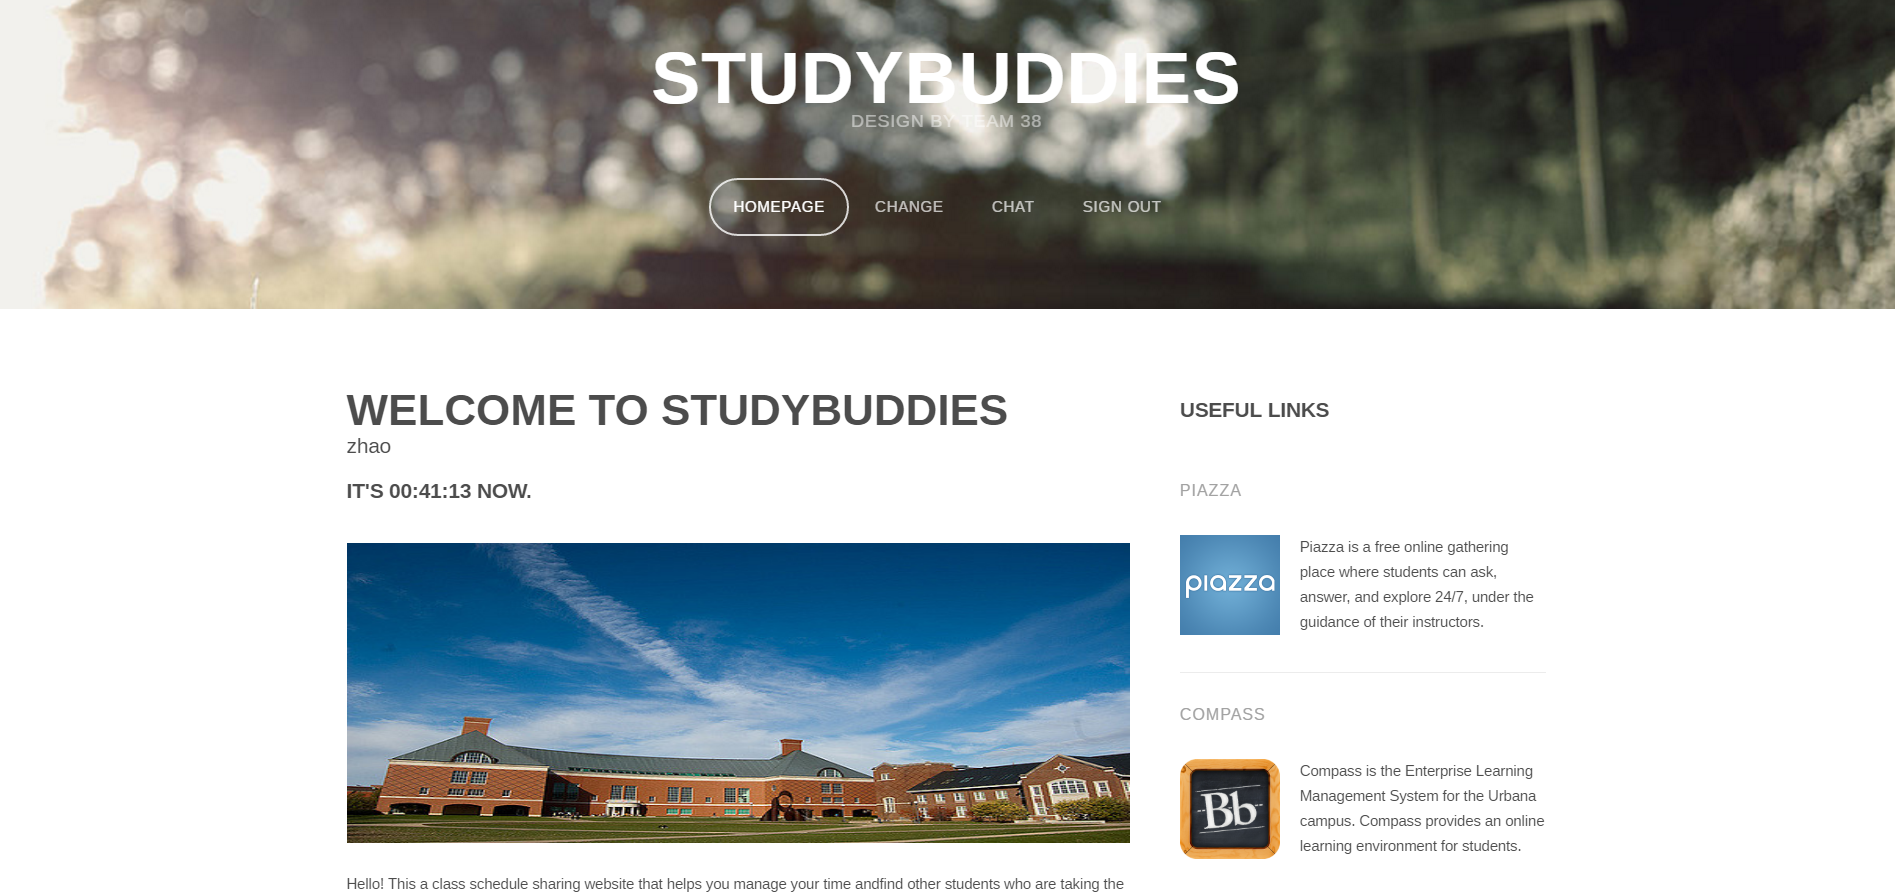 STUDYBUDDIES
DESIGN BY TEAM 38
HOMEPAGE CHANGE CHAT SIGN OUT
WELCOME TO STUDYBUDDIES
zhao
IT'S 00:41:13 NOW.
Hello! This a class schedule sharing website that helps you manage your time andfind other students who are taking the
USEFUL LINKS
PIAZZA
piazza
Piazza is a free online gathering
place where students can ask,
answer, and explore 24/7, under the
guidance of their instructors.
COMPASS
Bb
Compass is the Enterprise Learning
Management System for the Urbana
campus. Compass provides an online
learning environment for students.